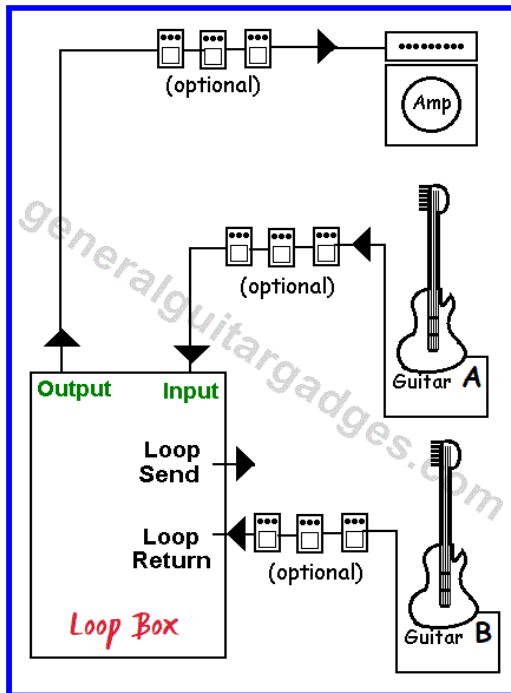 (optional)
Amp
(optional)
generalguitargadges.com
Guitar A
Output
Input
Loop
Send
Loop
Return
(optional)
Loop Box
Guitar B